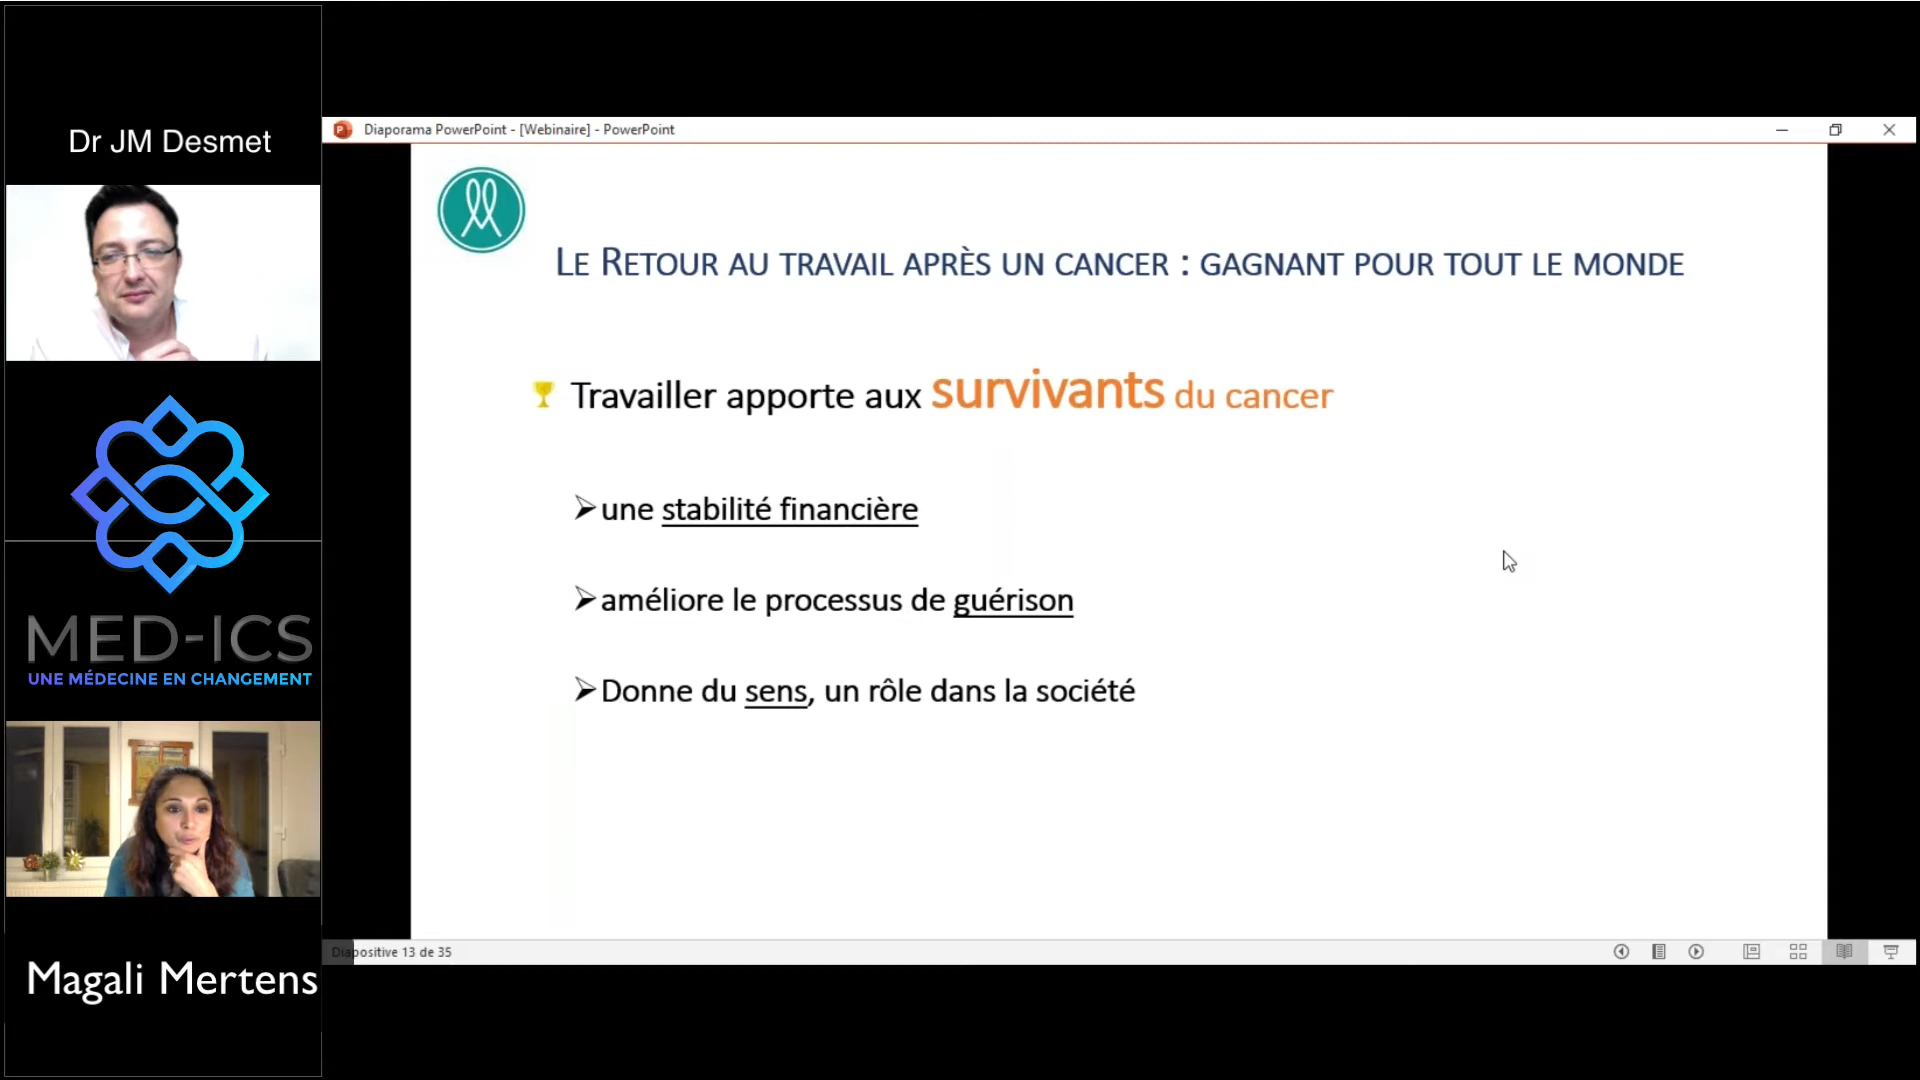 Dr JM Desmet
MED-ICS
UNE MÉDECINE EN CHANGEMENT
Magali Mertens
Diaporama PowerPoint - [Webinaire] - PowerPoint
LE RETOUR AU TRAVAIL APRÈS UN CANCER : GAGNANT POUR TOUT LE MONDE
Travailler apporte aux survivants du cancer
➢une stabilité financière
➢améliore le processus de guérison
➢Donne du sens, un rôle dans la société
Diapositive 13 de 35